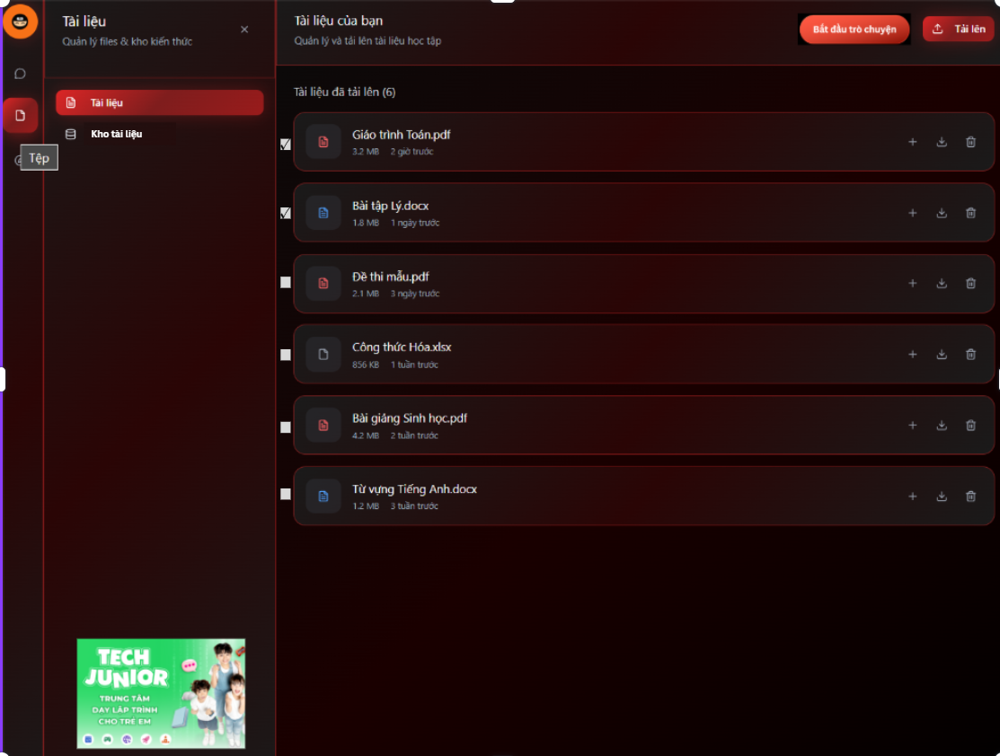 Tài liệu
Quản lý files & kho kiến thức
Tài liệu
Kho tài liệu
Tệp
TECH
JUNIOR
TRUNG TÂM
DẠY LẬP TRÌNH
CHO TRẺ EM
Tài liệu của bạn
Quản lý và tải lên tài liệu học tập
Bắt đầu trò chuyện
Tải lên
Tài liệu đã tải lên (6)
Giáo trình Toán.pdf
3.2 MB 2 giờ trước
Bài tập Lý.docx
1.8 MB 1 ngày trước
Đề thi mẫu.pdf
2.1 MB 3 ngày trước
Công thức Hóa.xlsx
856 KB 1 tuần trước
Bài giảng Sinh học.pdf
4.2 MB 2 tuần trước
Từ vựng Tiếng Anh.docx
1.2 MB 3 tuần trước